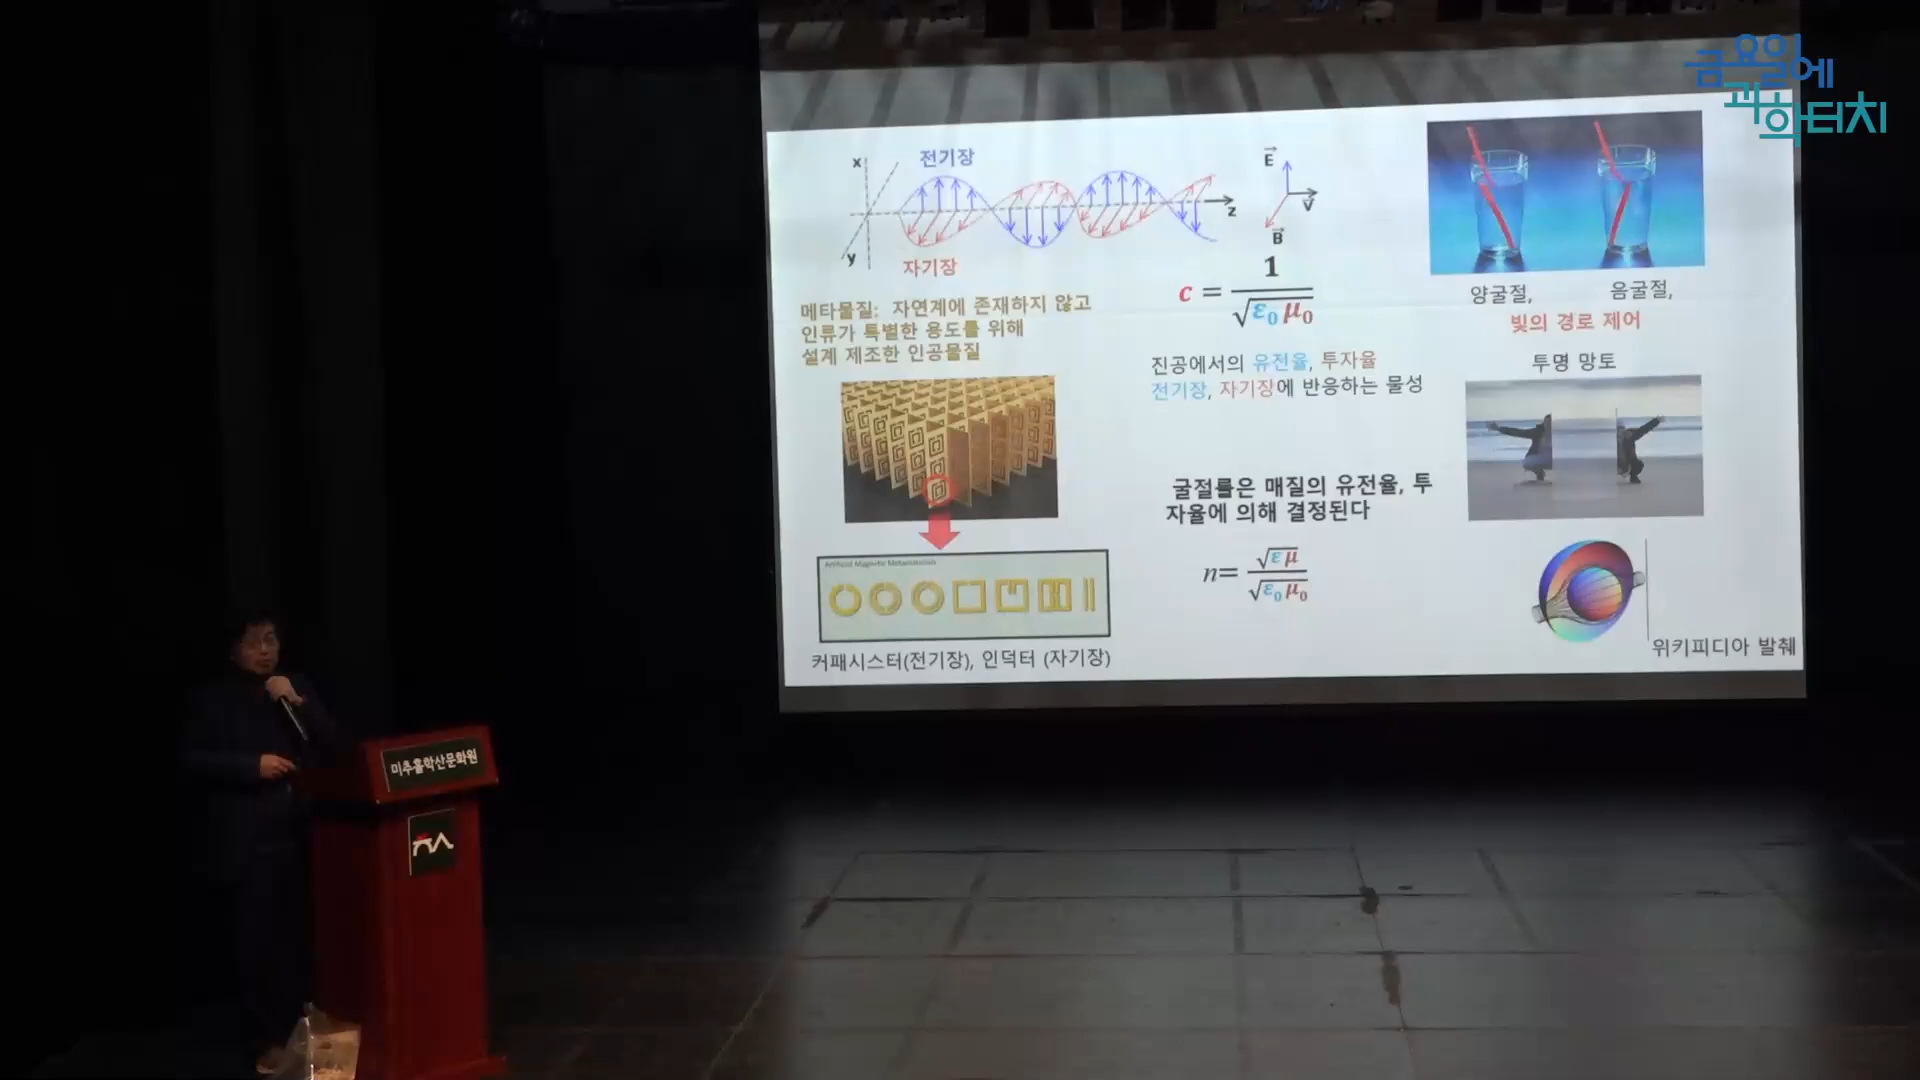 금요일에
과학터치
x
전기장
z
y
자기장
E
V
B
c = 1 / √ε₀ μ₀
양굴절,
음굴절,
빛의 경로 제어
메타물질: 자연계에 존재하지 않고
인류가 특별한 용도를 위해
설계 제조한 인공물질
진공에서의 유전율, 투자율
전기장, 자기장에 반응하는 물성
투명 망토
굴절률은 매질의 유전율, 투
자율에 의해 결정된다
n= √ε μ / √ε₀ μ₀
Artificial Magnetic Metamaterials
커패시스터(전기장), 인덕터 (자기장)
위키피디아 발췌
미추홀학산문화원